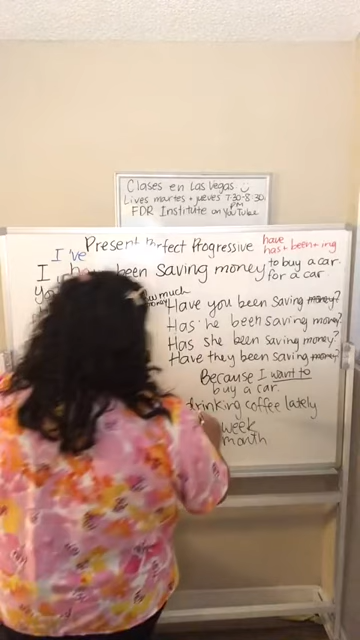 Clases en Las Vegas
Lives martes + jueves 7:30-8:30
PM
FDR Institute on YouTube
Present Perfect Progressive
have
has + been + ing
I've
I been saving money to buy a car.
for a car.
much
Have you been saving money?
Has he been saving money?
Has she been saving money?
Have they been saving money?
Because I want to
buy a car.
drinking coffee lately
week
month